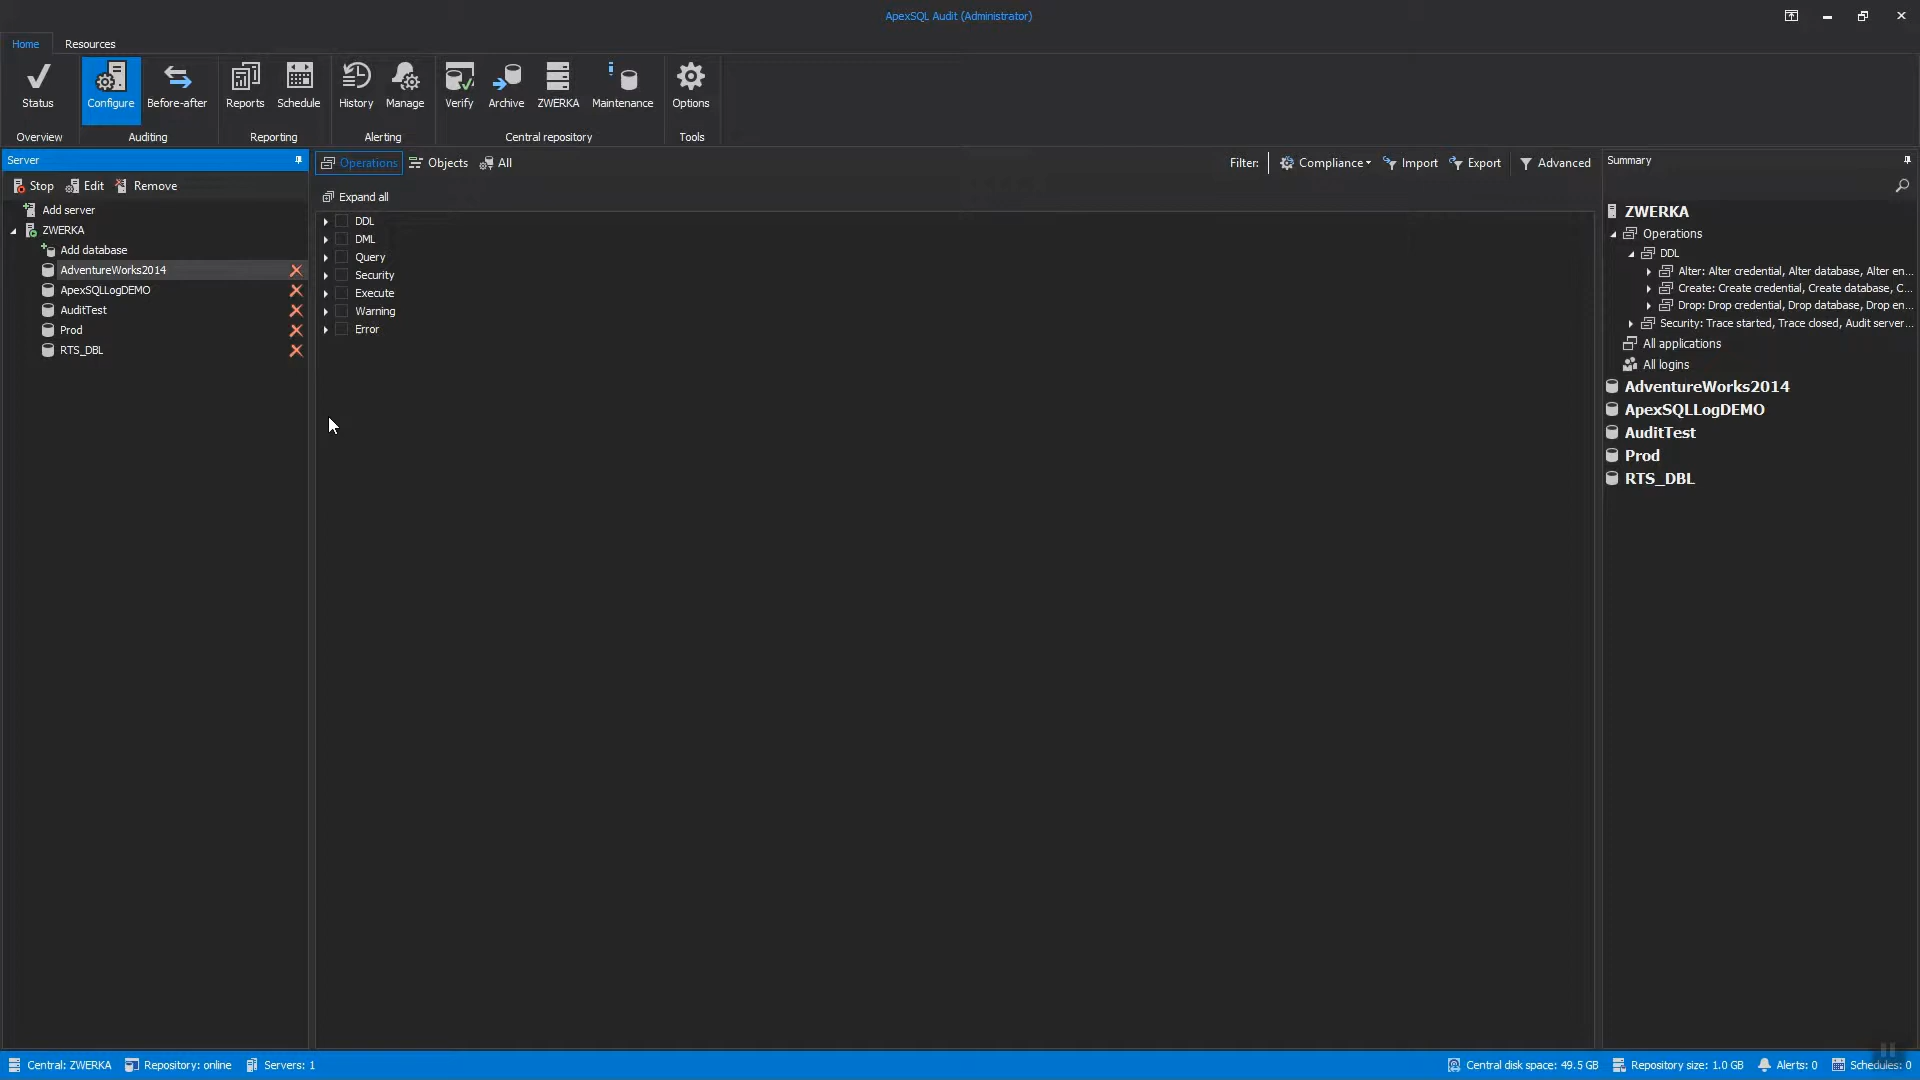 ApexSQL Audit (Administrator)
Home Resources
Status Configure Before-after Reports Schedule History Manage Verify Archive ZWERKA Maintenance Options
Overview Auditing Reporting Alerting Central repository Tools
Server
Stop Edit Remove
Add server
ZWERKA
Add database
AdventureWorks2014
ApexSQLLogDEMO
AuditTest
Prod
RTS_DBL
Operations Objects All Filter: Compliance Import Export Advanced
Expand all
DDL
DML
Query
Security
Execute
Warning
Error
Summary
ZWERKA
Operations
DDL
Alter: Alter credential, Alter database, Alter en...
Create: Create credential, Create database, C...
Drop: Drop credential, Drop database, Drop en...
Security: Trace started, Trace closed, Audit server...
All applications
All logins
AdventureWorks2014
ApexSQLLogDEMO
AuditTest
Prod
RTS_DBL
Central: ZWERKA Repository: online Servers: 1 Central disk space: 49.5 GB Repository size: 1.0 GB Alerts: 0 Schedules: 0